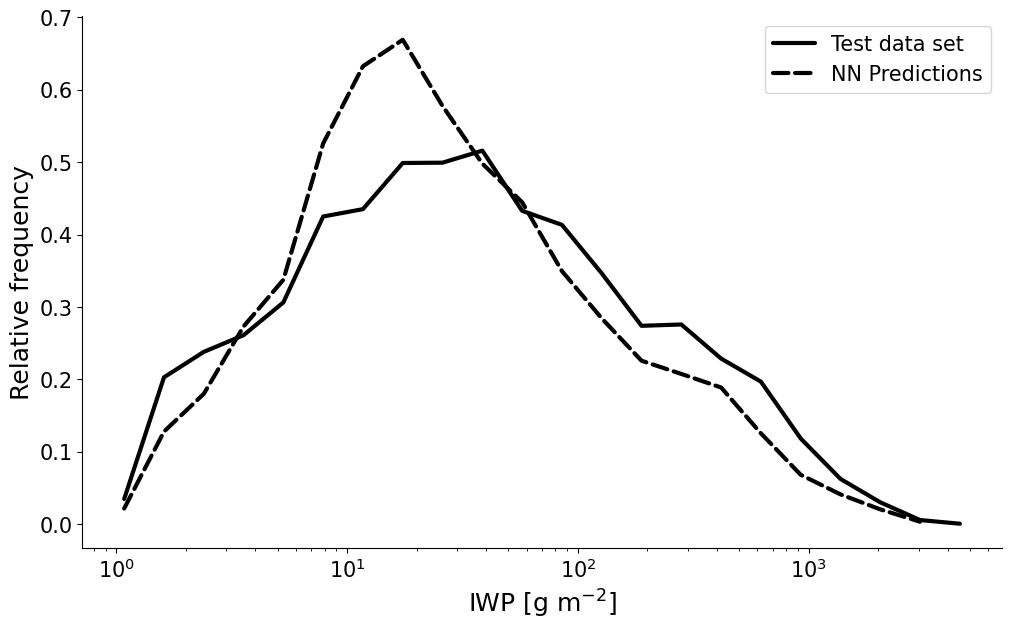 0.7
0.6
0.5
0.4
0.3
0.2
0.1
0.0
Relative frequency
Test data set
NN Predictions
10⁰ 10¹ 10² 10³
IWP [g m⁻²]